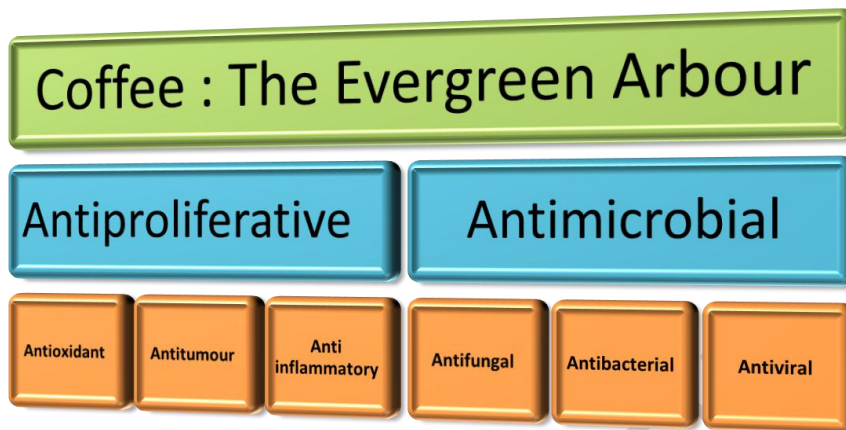 Coffee : The Evergreen Arbour
Antiproliferative
Antimicrobial
Antioxidant
Antitumour
Anti
inflammatory
Antifungal
Antibacterial
Antiviral